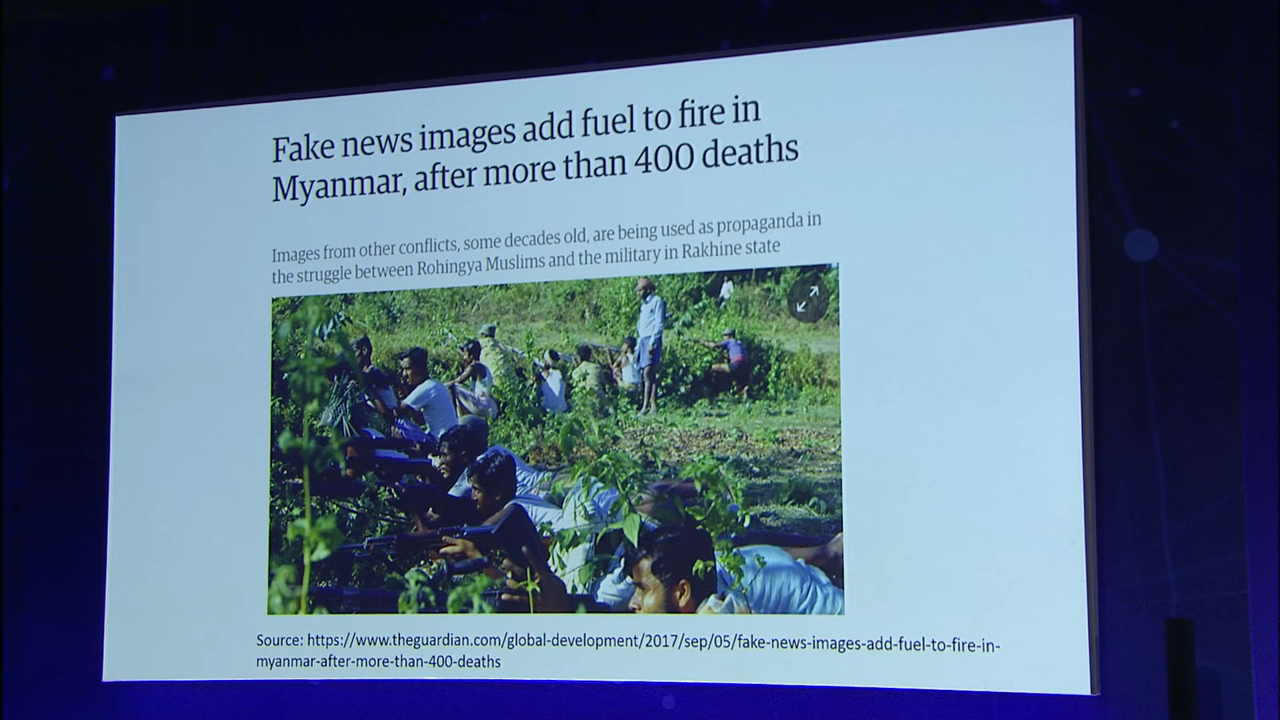 Fake news images add fuel to fire in
Myanmar, after more than 400 deaths
Images from other conflicts, some decades old, are being used as propaganda in
the struggle between Rohingya Muslims and the military in Rakhine state
Source: https://www.theguardian.com/global-development/2017/sep/05/fake-news-images-add-fuel-to-fire-in-
myanmar-after-more-than-400-deaths